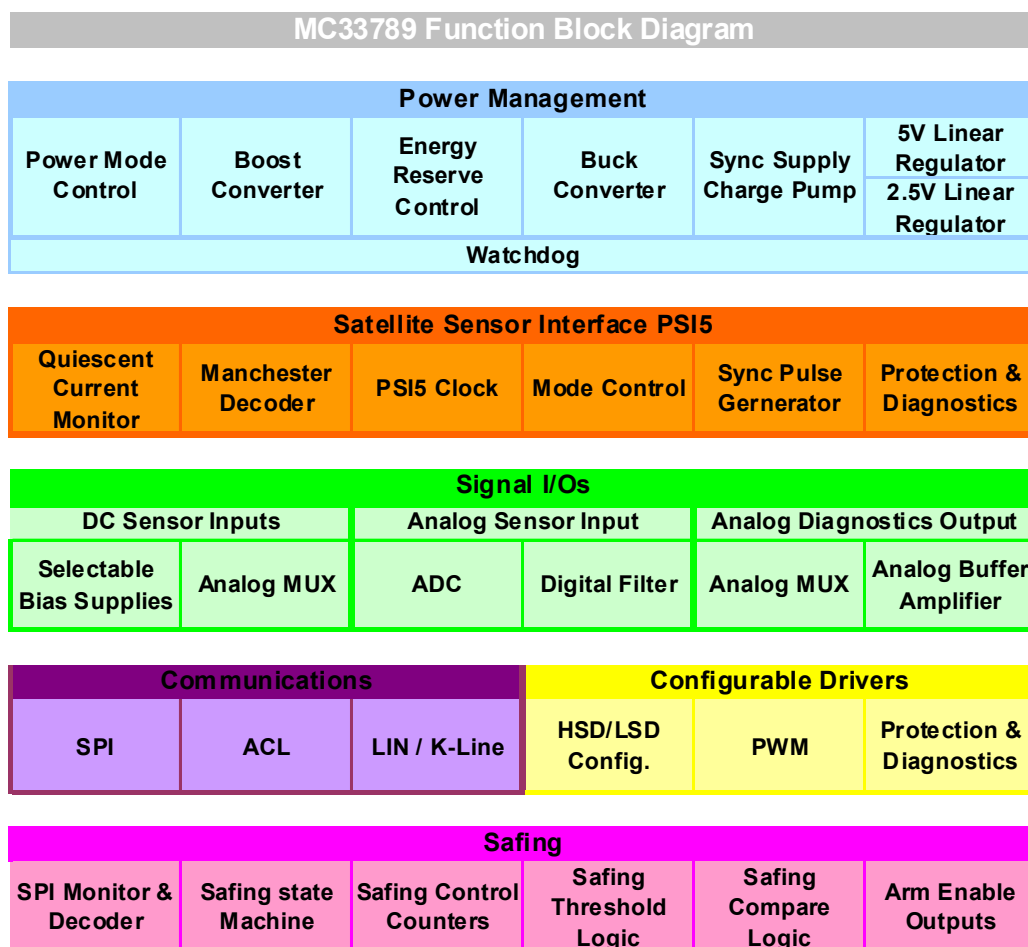 MC33789 Function Block Diagram
Power Management
Power Mode
Control
Boost
Converter
Energy
Reserve
Control
Buck
Converter
Sync Supply
Charge Pump
5V Linear
Regulator
2.5V Linear
Regulator
Watchdog
Satellite Sensor Interface PSI5
Quiescent
Current
Monitor
Manchester
Decoder
PSI5 Clock
Mode Control
Sync Pulse
Gernerator
Protection &
Diagnostics
Signal I/Os
DC Sensor Inputs
Analog Sensor Input
Analog Diagnostics Output
Selectable
Bias Supplies
Analog MUX
ADC
Digital Filter
Analog MUX
Analog Buffer
Amplifier
Communications
Configurable Drivers
SPI
ACL
LIN / K-Line
HSD/LSD
Config.
PWM
Protection &
Diagnostics
Safing
SPI Monitor &
Decoder
Safing state
Machine
Safing Control
Counters
Safing
Threshold
Logic
Safing
Compare
Logic
Arm Enable
Outputs